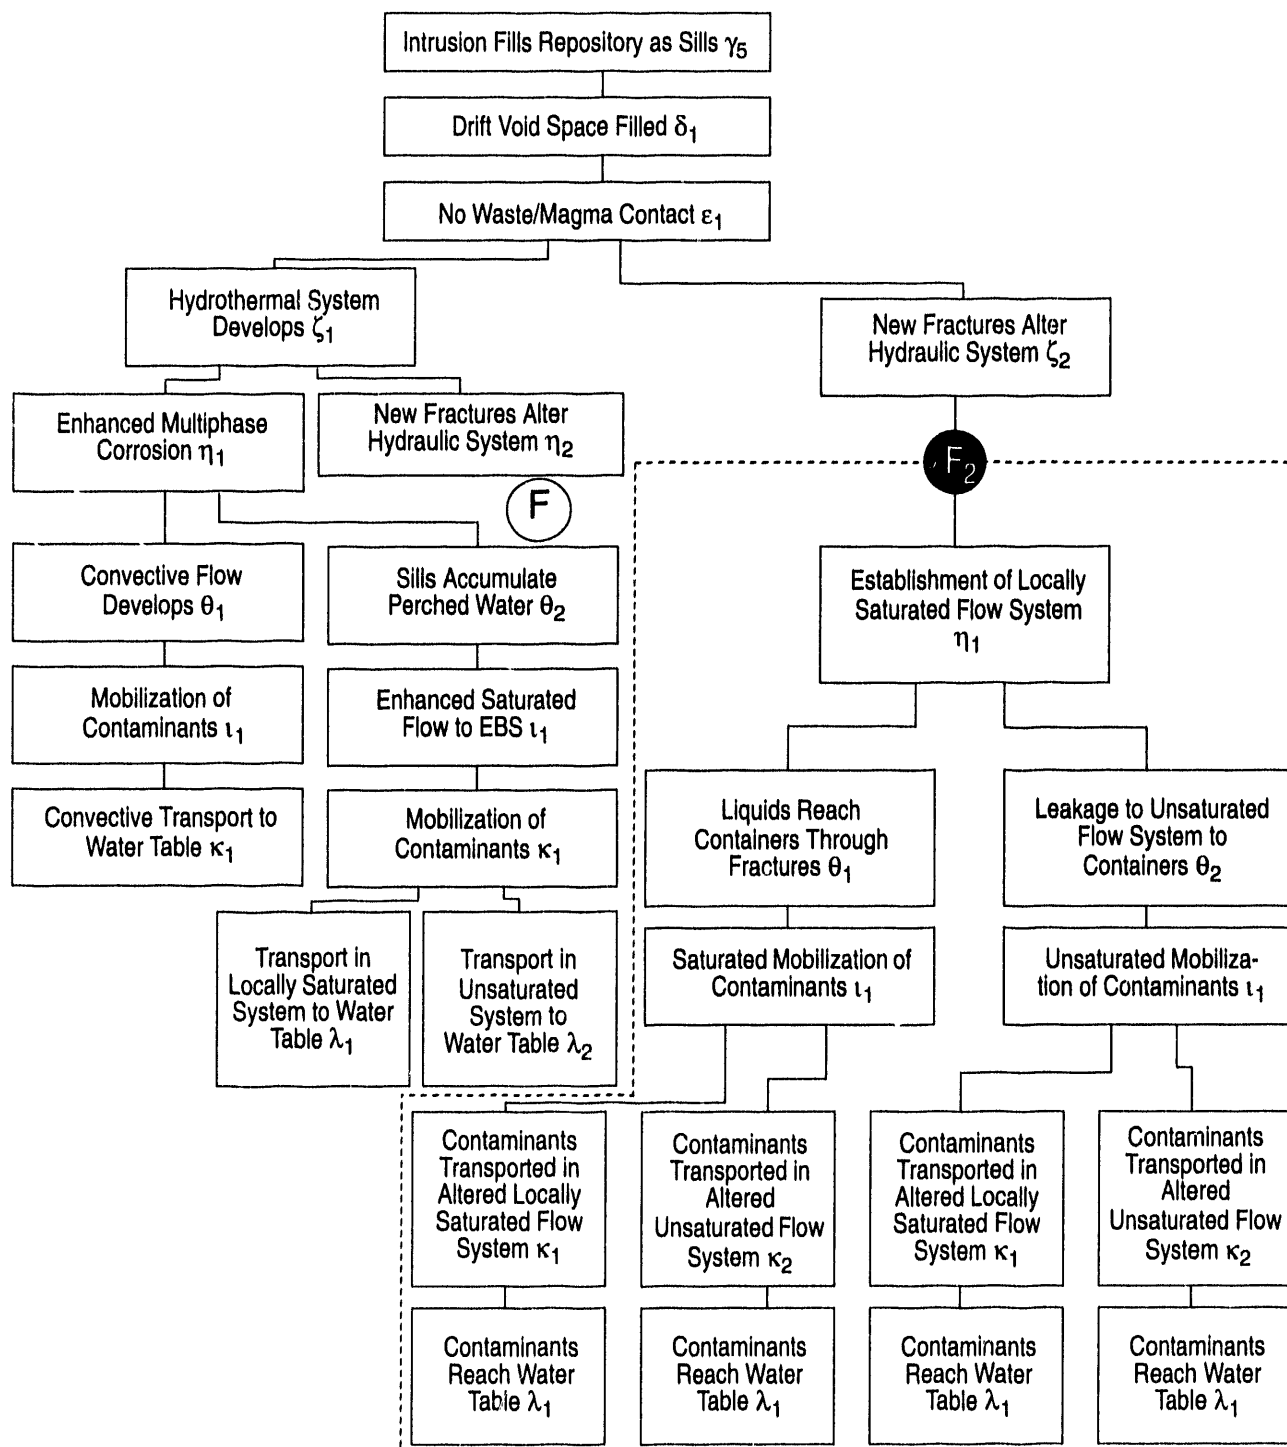 Intrusion Fills Repository as Sills γ5
Drift Void Space Filled δ1
No Waste/Magma Contact ε1
Hydrothermal System
Develops ζ1
New Fractures Alter
Hydraulic System ζ2
Enhanced Multiphase
Corrosion η1
New Fractures Alter
Hydraulic System η2
F2
F
Convective Flow
Develops θ1
Sills Accumulate
Perched Water θ2
Establishment of Locally
Saturated Flow System
η1
Mobilization of
Contaminants ι1
Enhanced Saturated
Flow to EBS ι1
Convective Transport to
Water Table κ1
Mobilization of
Contaminants κ1
Liquids Reach
Containers Through
Fractures θ1
Leakage to Unsaturated
Flow System to
Containers θ2
Transport in
Locally Saturated
System to Water
Table λ1
Transport in
Unsaturated
System to
Water Table λ2
Saturated Mobilization of
Contaminants ι1
Unsaturated Mobiliza-
tion of Contaminants ι1
Contaminants
Transported in
Altered Locally
Saturated Flow
System κ1
Contaminants
Transported in
Altered
Unsaturated Flow
System κ2
Contaminants
Transported in
Altered Locally
Saturated Flow
System κ1
Contaminants
Transported in
Altered
Unsaturated Flow
System κ2
Contaminants
Reach Water
Table λ1
Contaminants
Reach Water
Table λ1
Contaminants
Reach Water
Table λ1
Contaminants
Reach Water
Table λ1